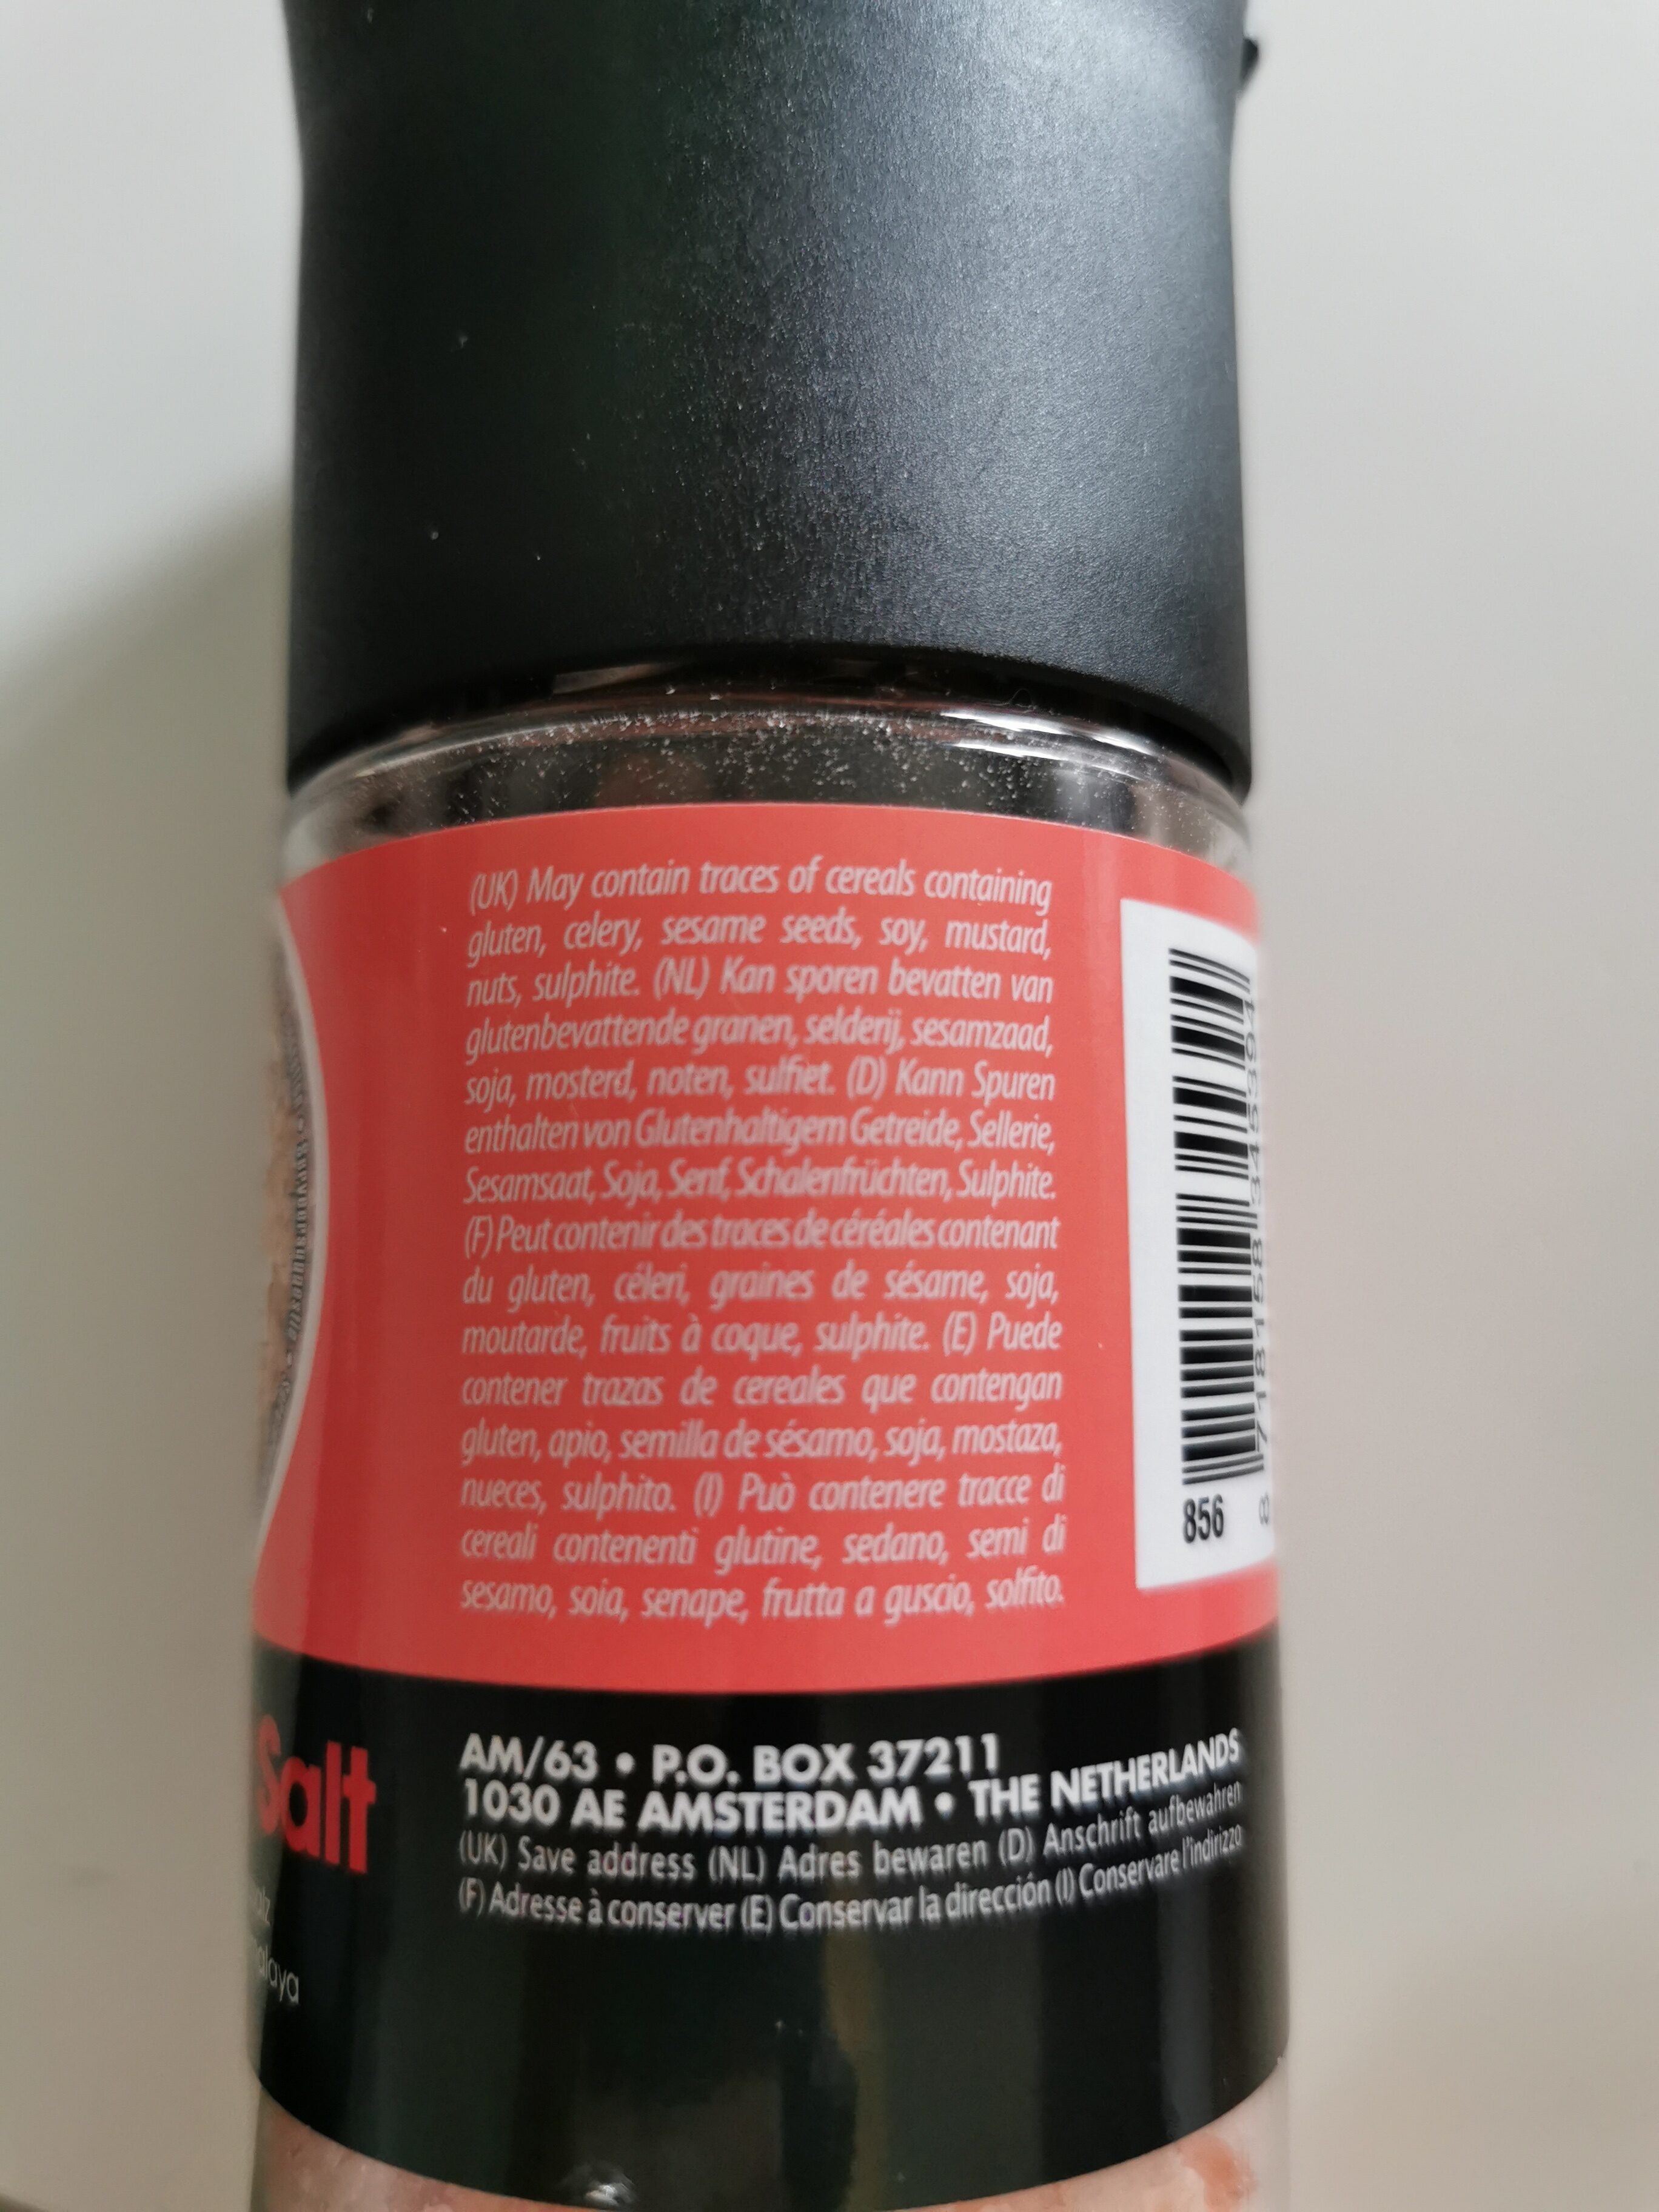 (UK) May contain traces of cereals containing
gluten, celery, sesame seeds, soy, mustard,
nuts, sulphite. (NL) Kan sporen bevatten van
glutenbevattende granen, selderij, sesamzaad,
soja, mosterd, noten, sulfiet. (D) Kann Spuren
enthalten von Glutenhaltigem Getreide, Sellerie,
Sesamsaat, Soja, Senf, Schalenfrüchten, Sulphite.
(F) Peut contenir des traces de céréales contenant
du gluten, céleri, graines de sésame, soja,
moutarde, fruits à coque, sulphite. (E) Puede
contener trazas de cereales que contengan
gluten, apio, semilla de sésamo, soja, mostaza,
nueces, sulphito. (I) Può contenere tracce di
cereali contenenti glutine, sedano, semi di
sesamo, soia, senape, frutta a guscio, solfito.
856
Salt
AM/63 • P.O. BOX 37211
1030 AE AMSTERDAM • THE NETHERLANDS
(UK) Save address (NL) Adres bewaren (D) Anschrift aufbewahren
(F) Adresse à conserver (E) Conservar la dirección (I) Conservare l'indirizzo